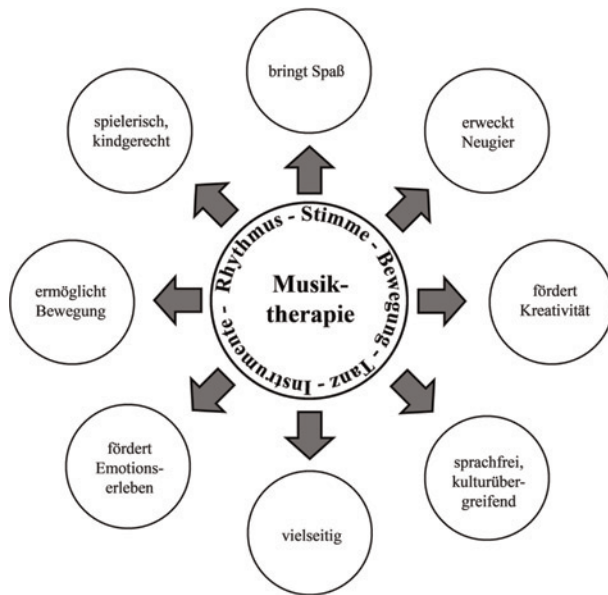 bringt Spaß
erweckt
Neugier
fördert
Kreativität
sprachfrei,
kulturüber-
greifend
vielseitig
fördert
Emotions-
erleben
ermöglicht
Bewegung
spielerisch,
kindgerecht
Rhythmus - Stimme - Bewegung - Tanz - Instrumente -
Musik-
therapie